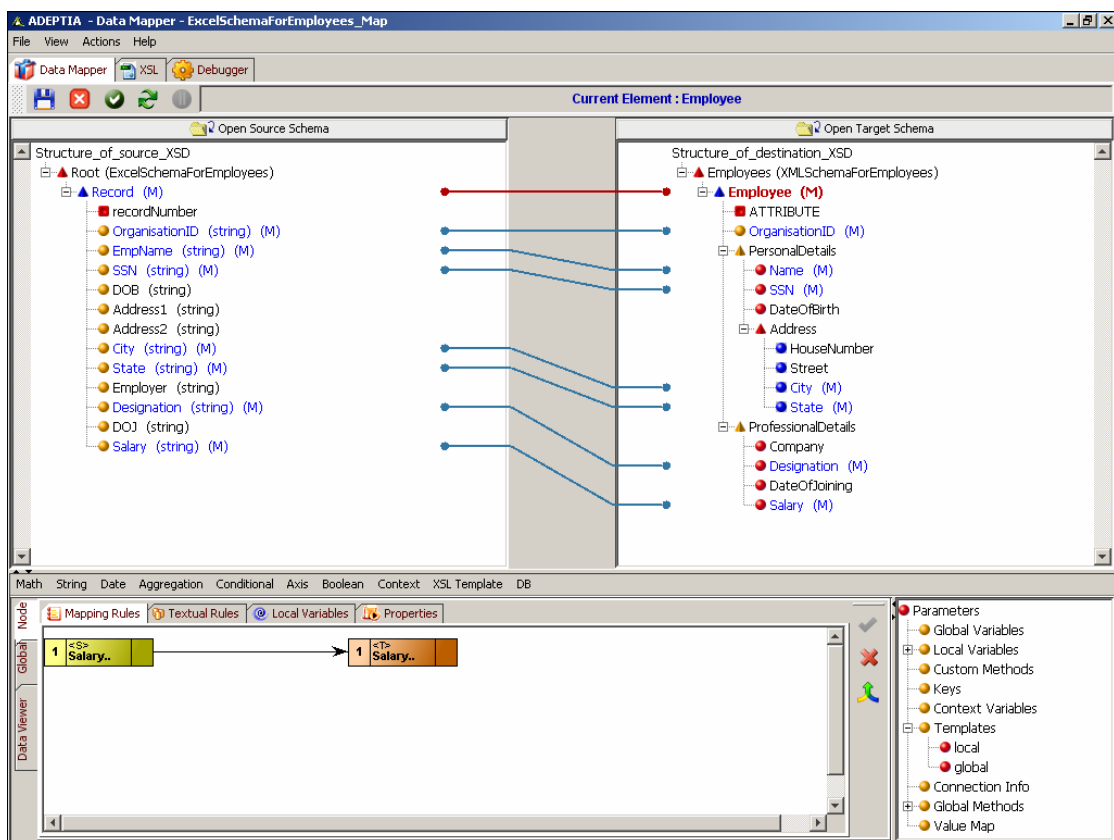 ADEPTIA - Data Mapper - ExcelSchemaForEmployees_Map
File View Actions Help
Data Mapper XSL Debugger
Current Element : Employee
Open Source Schema
Structure_of_source_XSD
Root (ExcelSchemaForEmployees)
Record (M)
recordNumber
OrganisationID (string) (M)
EmpName (string) (M)
SSN (string) (M)
DOB (string)
Address1 (string)
Address2 (string)
City (string) (M)
State (string) (M)
Employer (string)
Designation (string) (M)
DOJ (string)
Salary (string) (M)
Open Target Schema
Structure_of_destination_XSD
Employees (XMLSchemaForEmployees)
Employee (M)
ATTRIBUTE
OrganisationID (M)
PersonalDetails
Name (M)
SSN (M)
DateOfBirth
Address
HouseNumber
Street
City (M)
State (M)
ProfessionalDetails
Company
Designation (M)
DateOfJoining
Salary (M)
Math String Date Aggregation Conditional Axis Boolean Context XSL Template DB
Node
Global
Data Viewer
Mapping Rules Textual Rules Local Variables Properties
1 <S> Salary..
1 <T> Salary..
Parameters
Global Variables
Local Variables
Custom Methods
Keys
Context Variables
Templates
local
global
Connection Info
Global Methods
Value Map